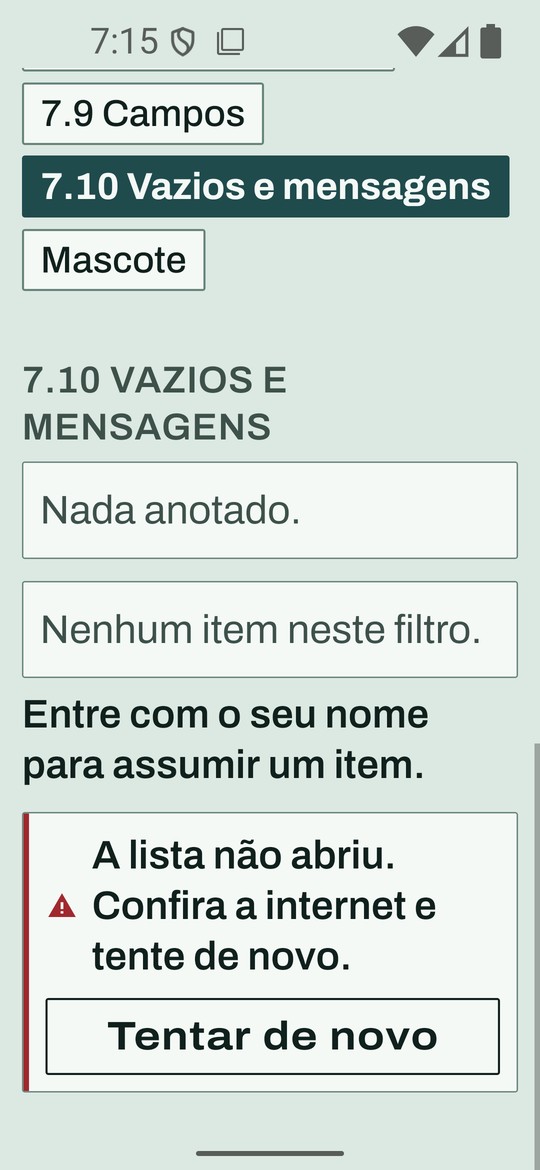 7:15
7.9 Campos
7.10 Vazios e mensagens
Mascote
7.10 VAZIOS E
MENSAGENS
Nada anotado.
Nenhum item neste filtro.
Entre com o seu nome
para assumir um item.
A lista não abriu.
Confira a internet e
tente de novo.
Tentar de novo